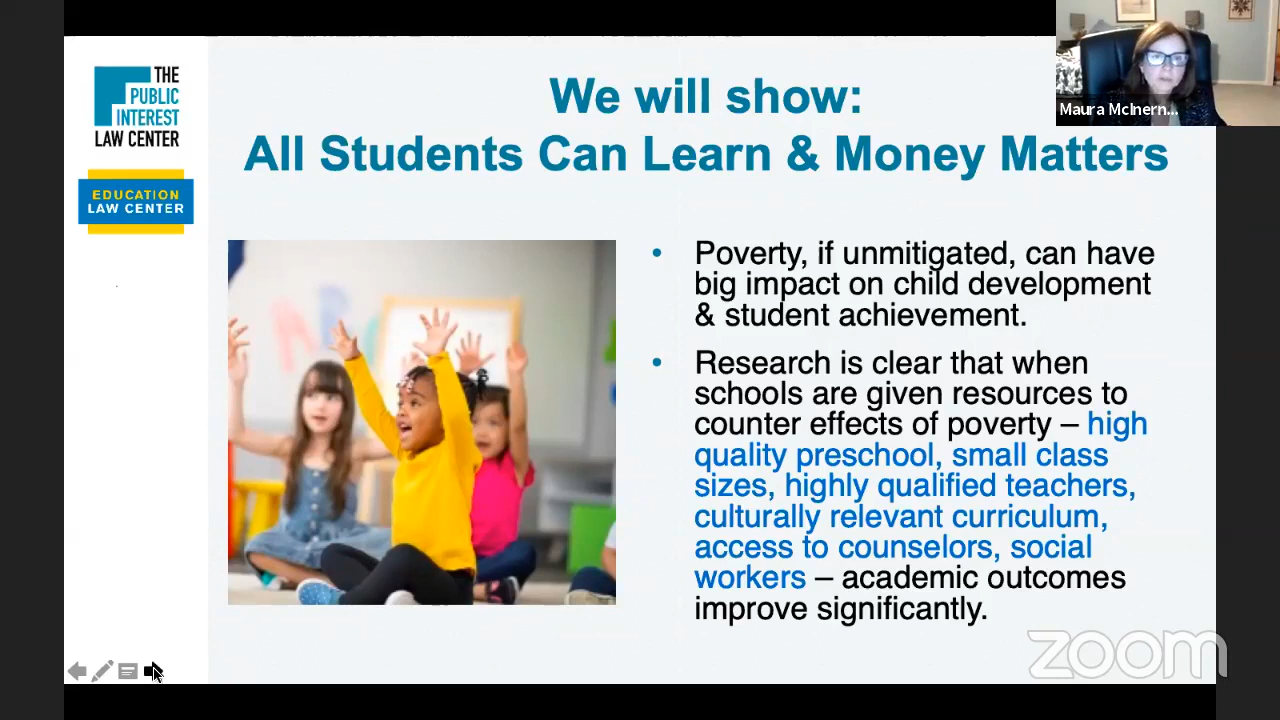 THE
PUBLIC
INTEREST
LAW CENTER
EDUCATION
LAW CENTER
We will show:
All Students Can Learn & Money Matters
Maura McInern...
• Poverty, if unmitigated, can have
big impact on child development
& student achievement.
• Research is clear that when
schools are given resources to
counter effects of poverty – high
quality preschool, small class
sizes, highly qualified teachers,
culturally relevant curriculum,
access to counselors, social
workers – academic outcomes
improve significantly.
zoom